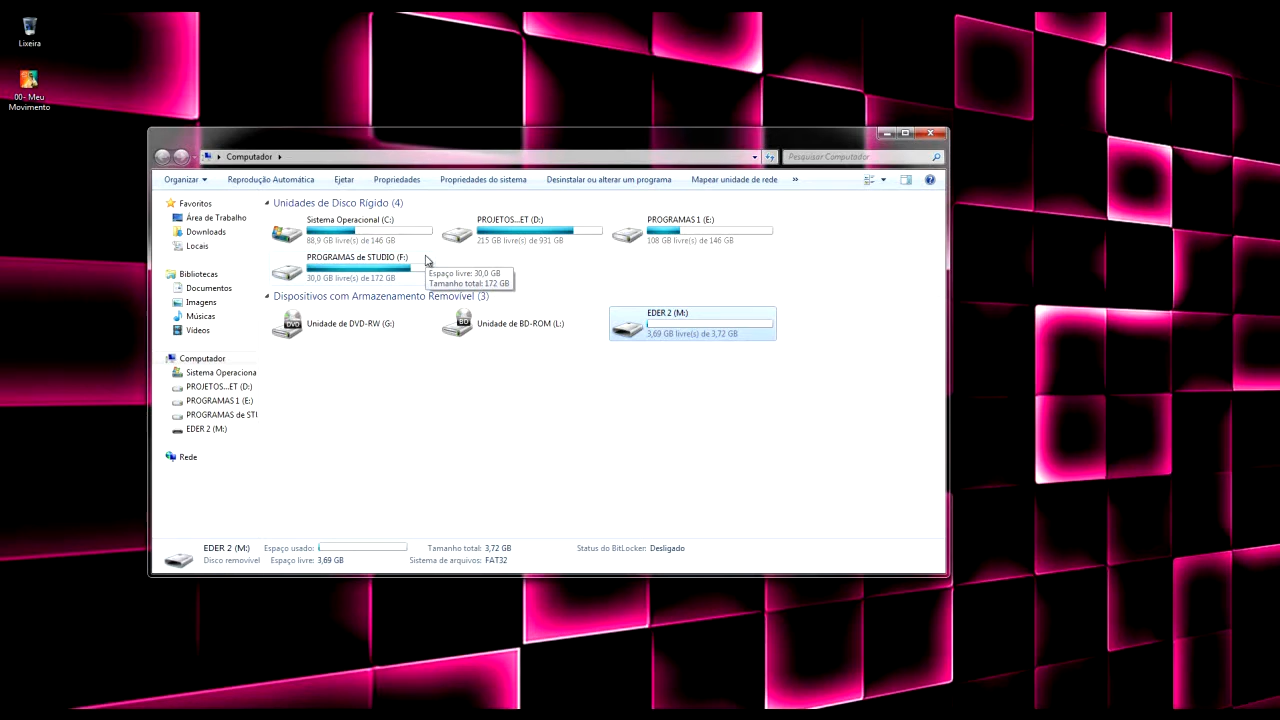 Lixeira
00- Meu
Movimento
Computador
Pesquisar Computador
Organizar
Reprodução Automática
Ejetar
Propriedades
Propriedades do sistema
Desinstalar ou alterar um programa
Mapear unidade de rede
»
Favoritos
Área de Trabalho
Downloads
Locais
Bibliotecas
Documentos
Imagens
Músicas
Vídeos
Computador
Sistema Operaciona
PROJETOS...ET (D:)
PROGRAMAS 1 (E:)
PROGRAMAS de STU
EDER 2 (M:)
Rede
Unidades de Disco Rígido (4)
Sistema Operacional (C:)
88,9 GB livre(s) de 146 GB
PROJETOS...ET (D:)
215 GB livre(s) de 931 GB
PROGRAMAS 1 (E:)
108 GB livre(s) de 146 GB
PROGRAMAS de STUDIO (F:)
30,0 GB livre(s) de 172 GB
Espaço livre: 30,0 GB
Tamanho total: 172 GB
Dispositivos com Armazenamento Removível (3)
DVD
Unidade de DVD-RW (G:)
BD
Unidade de BD-ROM (L:)
EDER 2 (M:)
3,69 GB livre(s) de 3,72 GB
EDER 2 (M:) Espaço usado: Tamanho total: 3,72 GB Status do BitLocker: Desligado
Disco removível Espaço livre: 3,69 GB Sistema de arquivos: FAT32